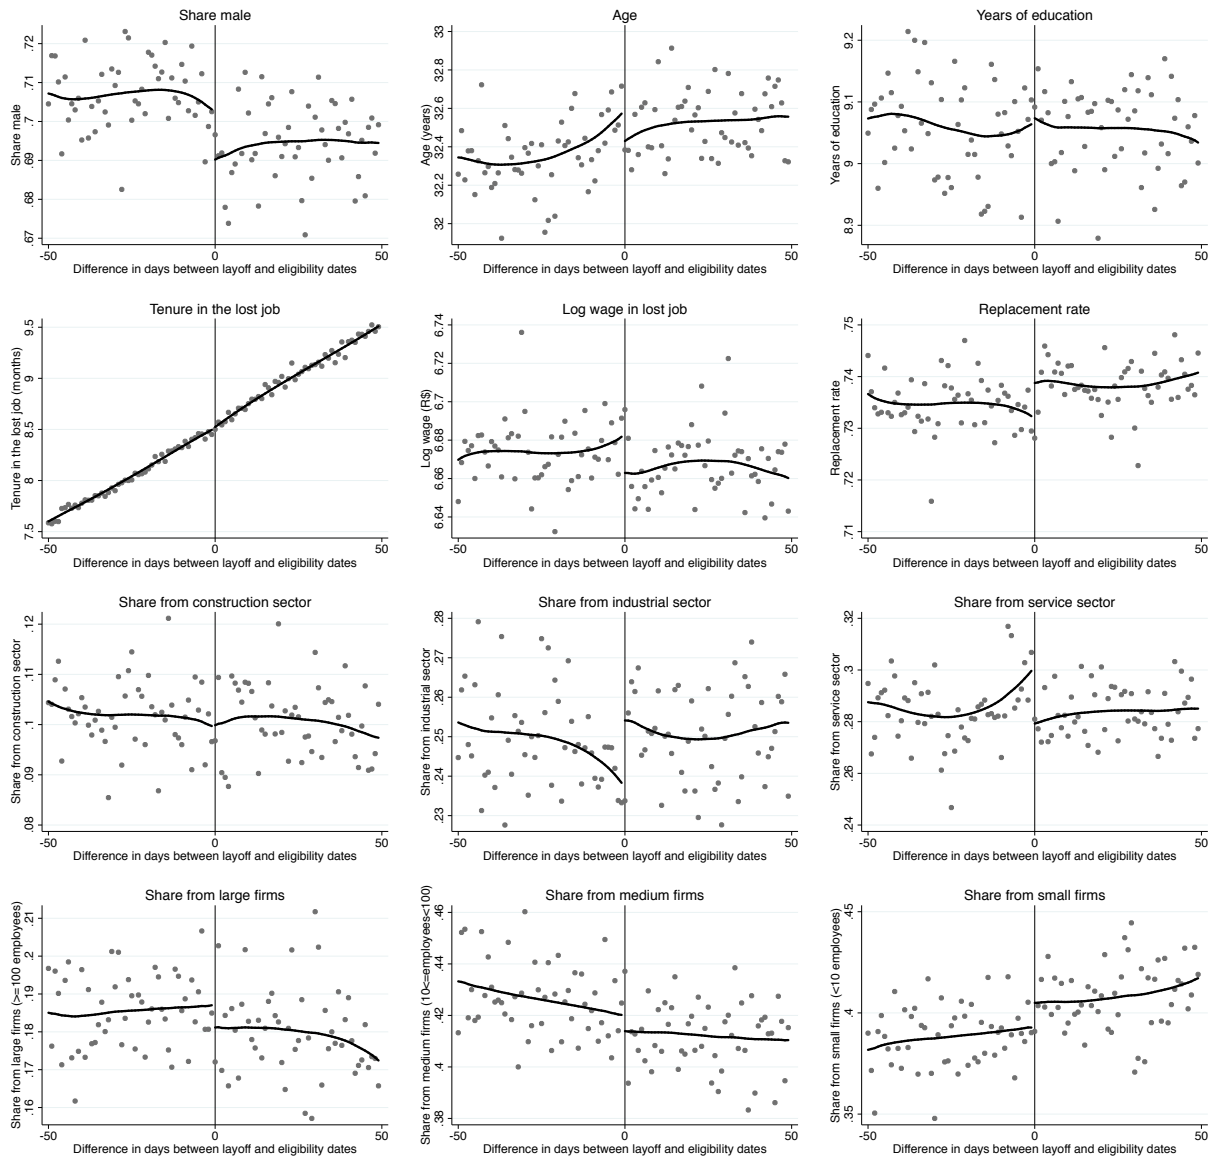 Share male
Share male
.67 .68 .69 .7 .71 .72
-50 0 50
Difference in days between layoff and eligibility dates
Age
Age (years)
32 32.2 32.4 32.6 32.8 33
-50 0 50
Difference in days between layoff and eligibility dates
Years of education
Years of education
8.9 9 9.1 9.2
-50 0 50
Difference in days between layoff and eligibility dates
Tenure in the lost job
Tenure in the lost job (months)
7.5 8 8.5 9 9.5
-50 0 50
Difference in days between layoff and eligibility dates
Log wage in lost job
Log wage (R$)
6.64 6.66 6.68 6.7 6.72 6.74
-50 0 50
Difference in days between layoff and eligibility dates
Replacement rate
Replacement rate
.71 .72 .73 .74 .75
-50 0 50
Difference in days between layoff and eligibility dates
Share from construction sector
Share from construction sector
.08 .09 .1 .11 .12
-50 0 50
Difference in days between layoff and eligibility dates
Share from industrial sector
Share from industrial sector
.23 .24 .25 .26 .27 .28
-50 0 50
Difference in days between layoff and eligibility dates
Share from service sector
Share from service sector
.24 .26 .28 .3 .32
-50 0 50
Difference in days between layoff and eligibility dates
Share from large firms
Share from large firms (>=100 employees)
.16 .17 .18 .19 .2 .21
-50 0 50
Difference in days between layoff and eligibility dates
Share from medium firms
Share from medium firms (10<=employees<100)
.38 .4 .42 .44 .46
-50 0 50
Difference in days between layoff and eligibility dates
Share from small firms
Share from small firms (<10 employees)
.35 .4 .45
-50 0 50
Difference in days between layoff and eligibility dates